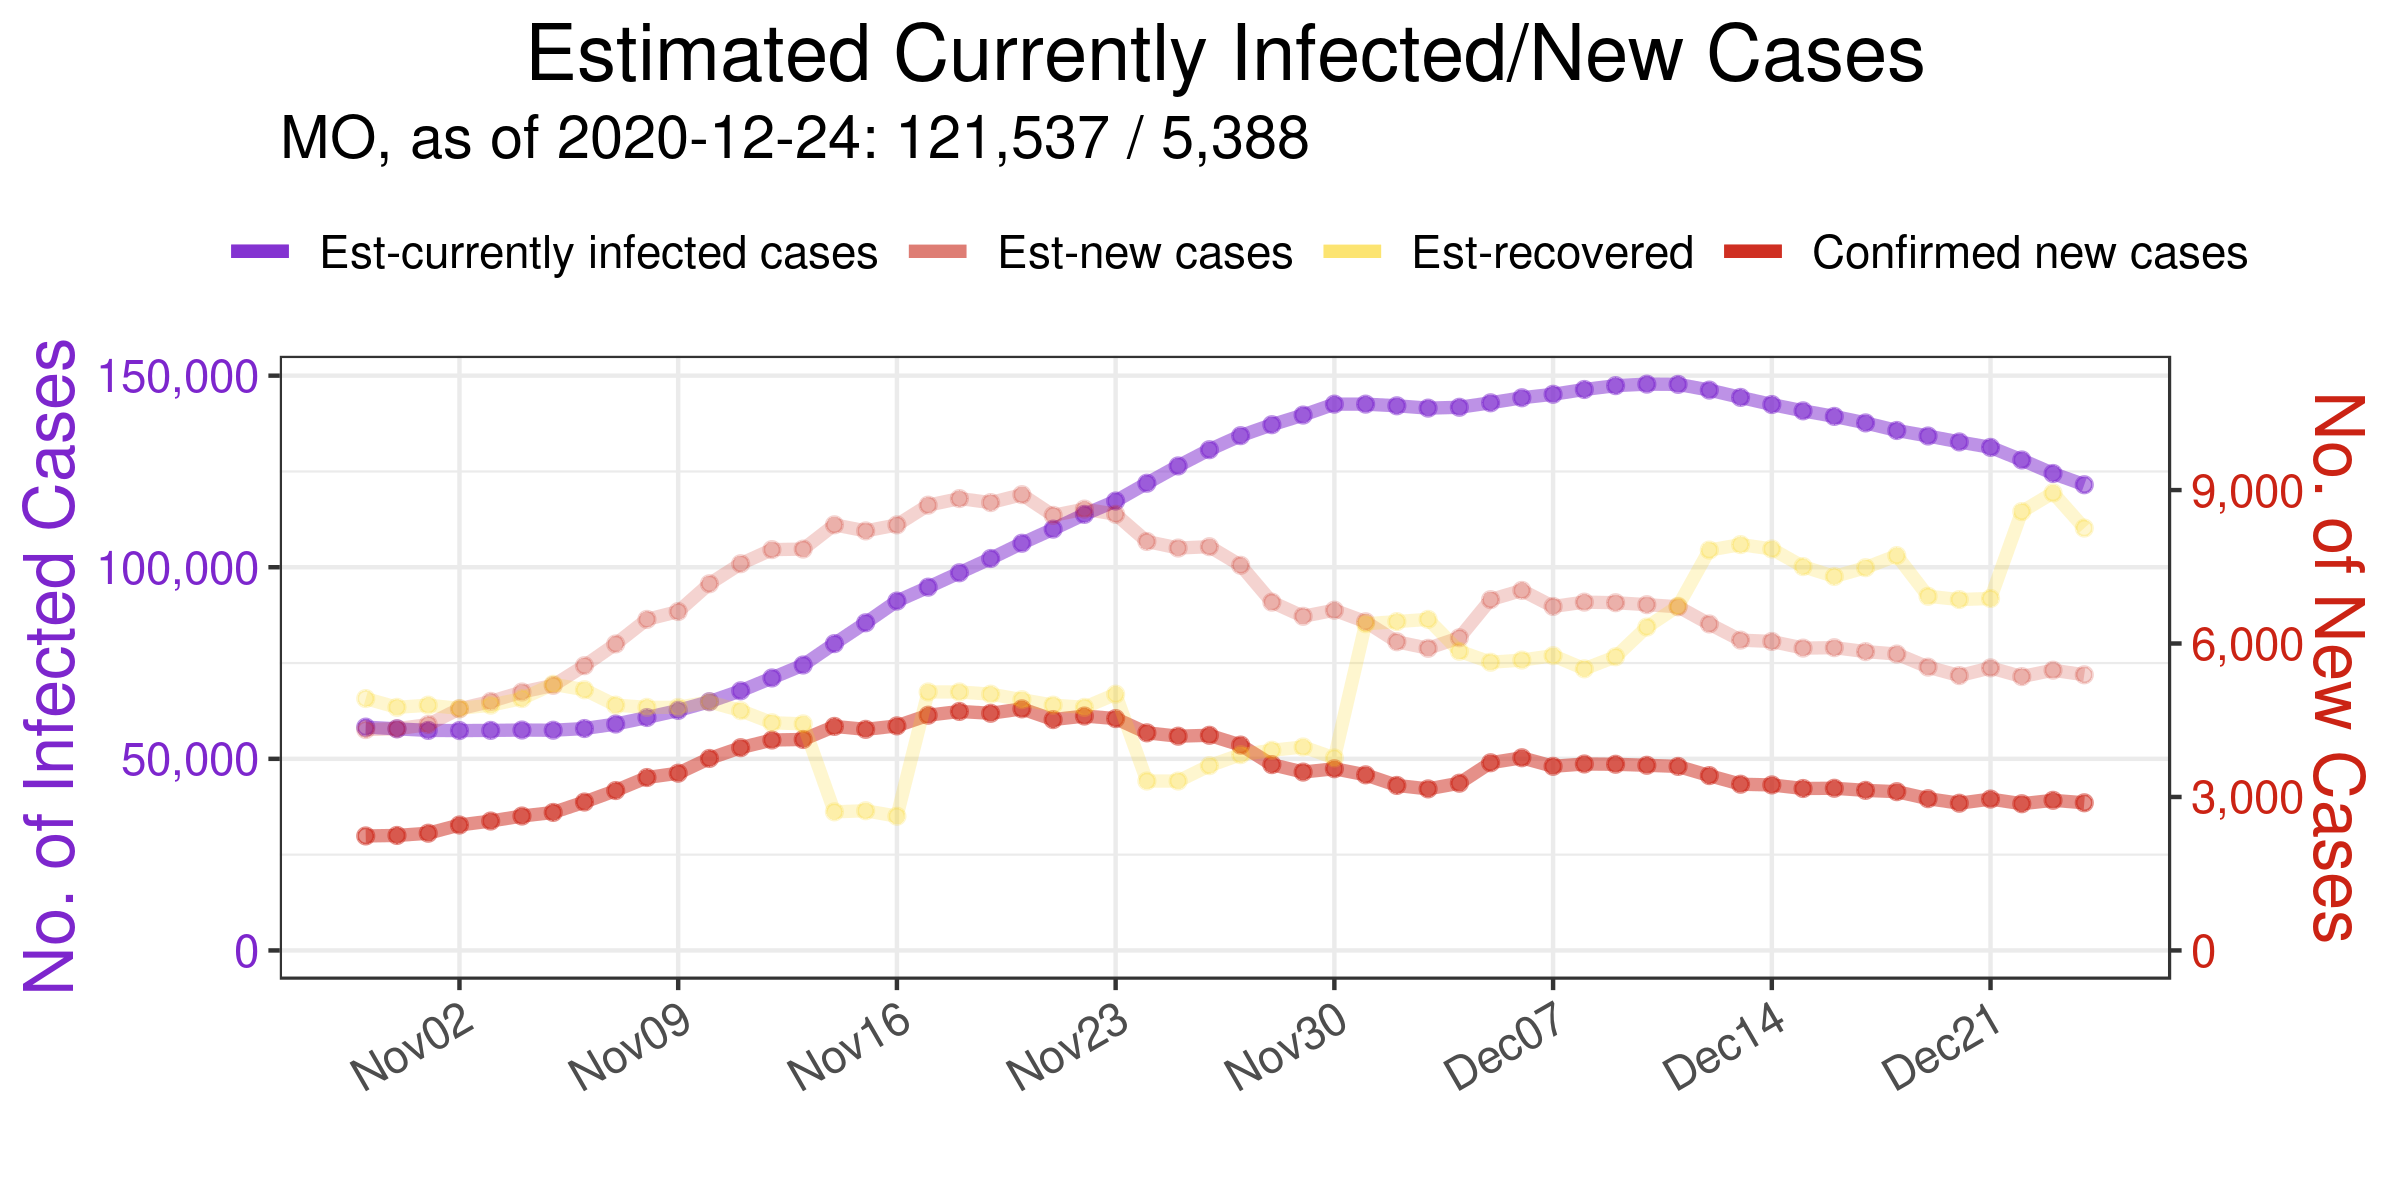 Estimated Currently Infected/New Cases
MO, as of 2020-12-24: 121,537 / 5,388
Est-currently infected cases Est-new cases Est-recovered Confirmed new cases
No. of Infected Cases
150,000
100,000
50,000
0
9,000
6,000
3,000
0
No. of New Cases
Nov02 Nov09 Nov16 Nov23 Nov30 Dec07 Dec14 Dec21